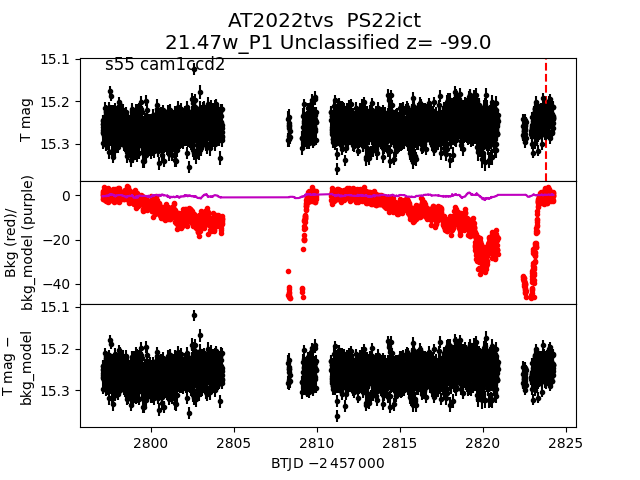 AT2022tvs  PS22ict
21.47w_P1 Unclassified z= -99.0
s55 cam1ccd2
15.1
15.2
15.3
T mag
0
−20
−40
Bkg (red)/
bkg_model (purple)
15.1
15.2
15.3
T mag −
bkg_model
2800
2805
2810
2815
2820
2825
BTJD −2 457 000